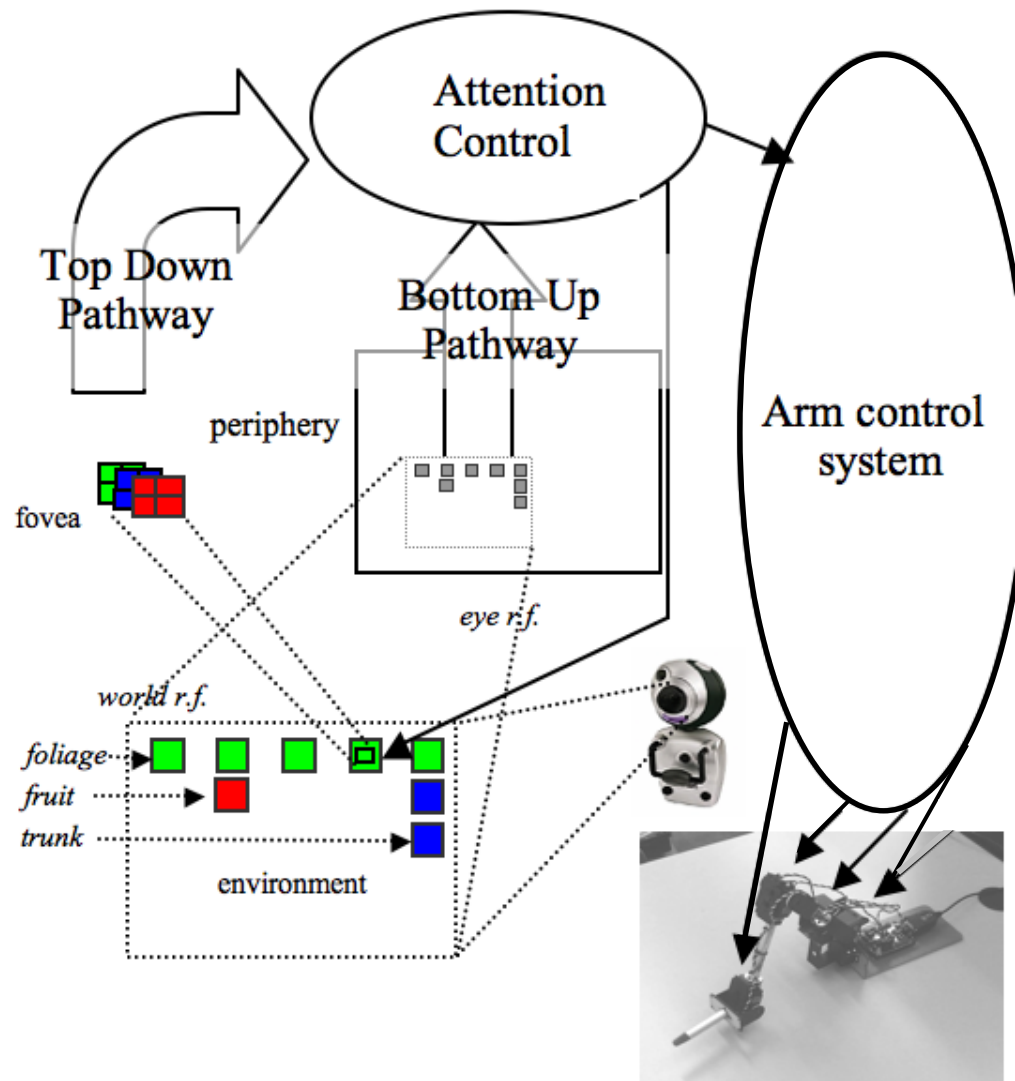 Attention
Control
Top Down
Pathway
Bottom Up
Pathway
periphery
Arm control
system
fovea
eye r.f.
world r.f.
foliage
fruit
trunk
environment